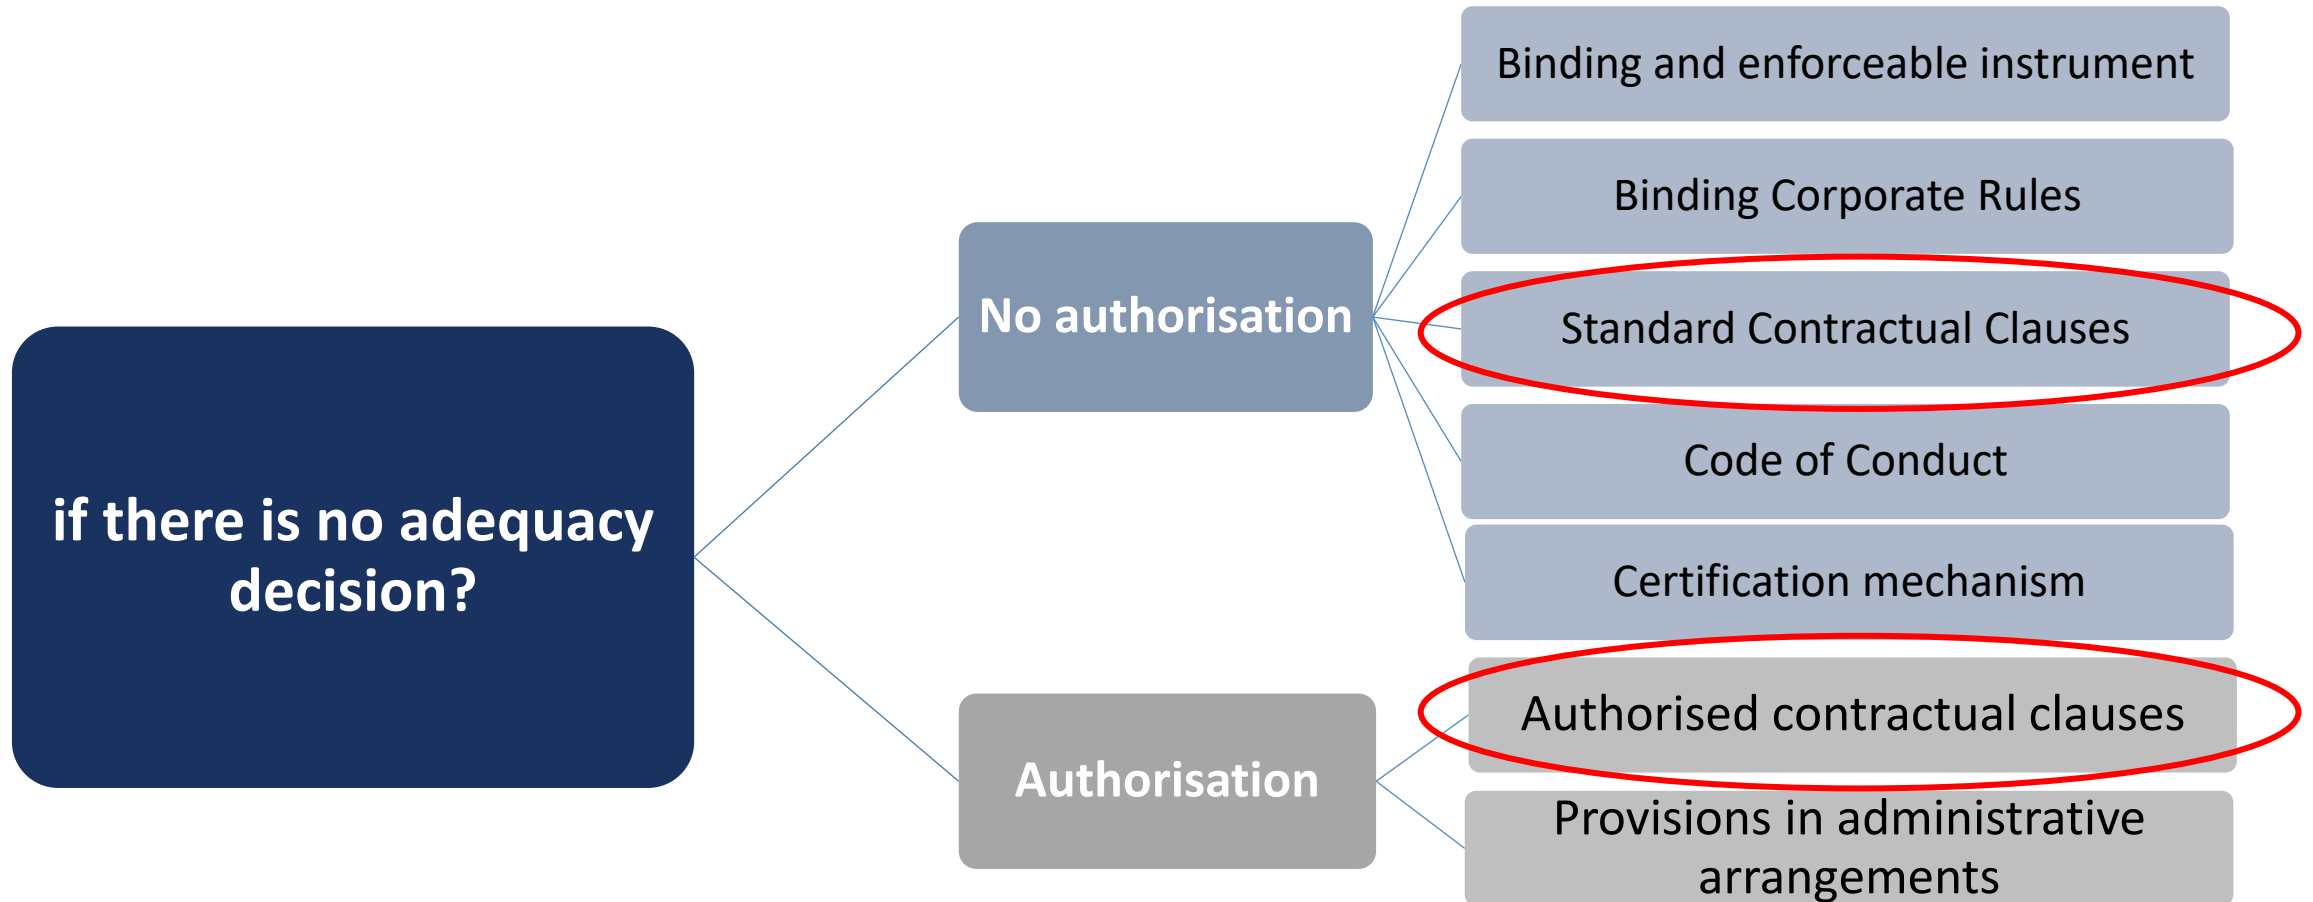 if there is no adequacy
decision?
No authorisation
Binding and enforceable instrument
Binding Corporate Rules
Standard Contractual Clauses
Code of Conduct
Certification mechanism
Authorisation
Authorised contractual clauses
Provisions in administrative
arrangements